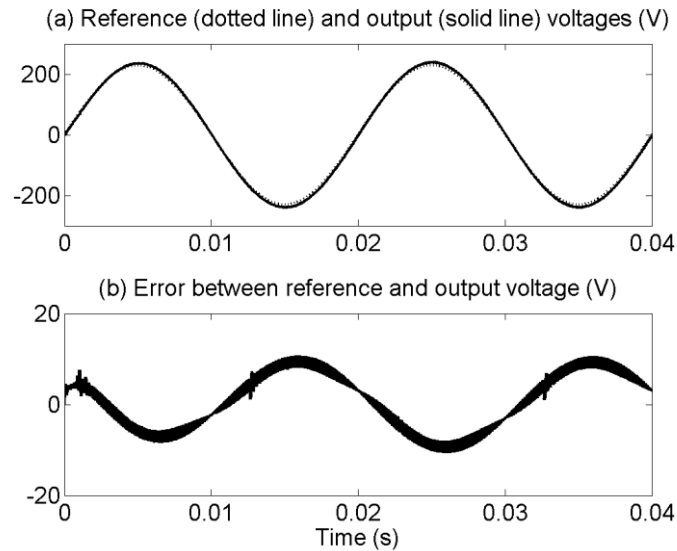 (a) Reference (dotted line) and output (solid line) voltages (V)
200
0
-200
0 0.01 0.02 0.03 0.04
(b) Error between reference and output voltage (V)
20
0
-20
0 0.01 0.02 0.03 0.04
Time (s)